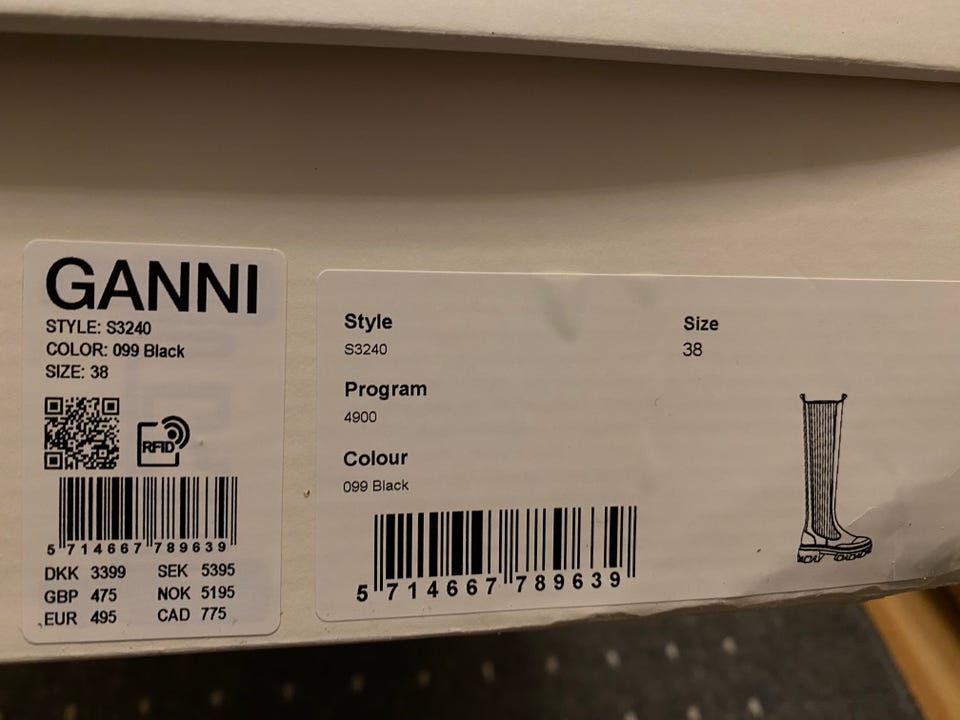 GANNI
STYLE: S3240
COLOR: 099 Black
SIZE: 38
RFID
5 714667 789639
DKK 3399 SEK 5395
GBP 475 NOK 5195
EUR 495 CAD 775
Style
S3240
Size
38
Program
4900
Colour
099 Black
5 714667 789639